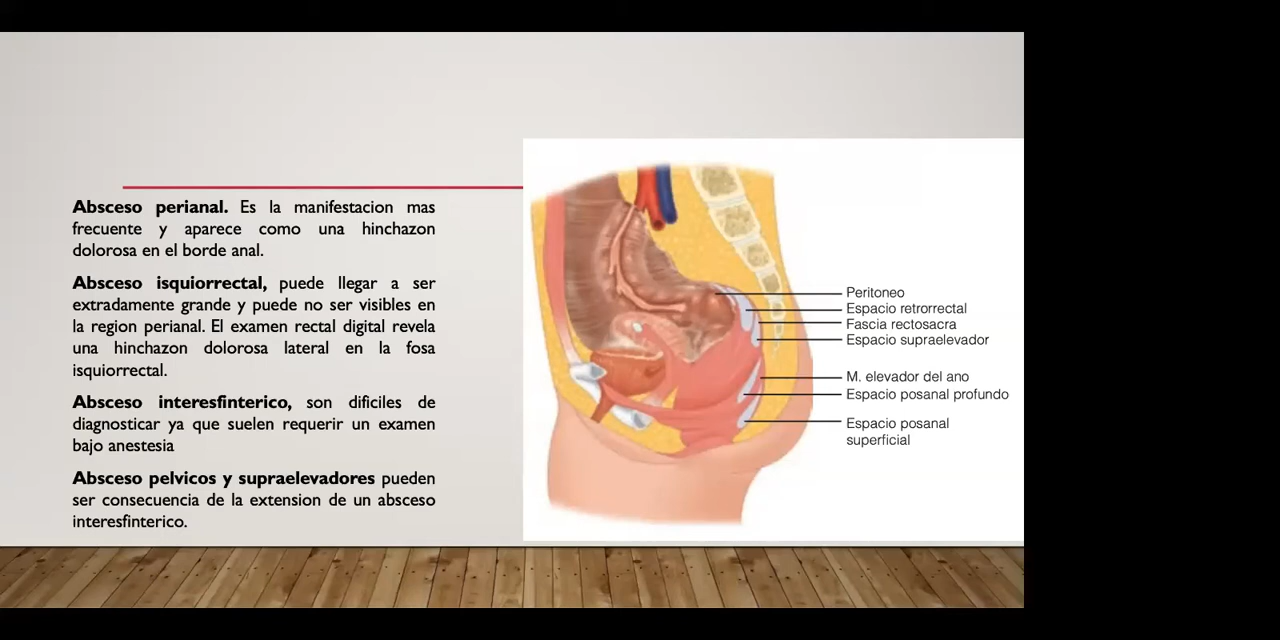 Absceso perianal. Es la manifestacion mas
frecuente y aparece como una hinchazon
dolorosa en el borde anal.
Absceso isquiorrectal, puede llegar a ser
extradamente grande y puede no ser visibles en
la region perianal. El examen rectal digital revela
una hinchazon dolorosa lateral en la fosa
isquiorrectal.
Absceso interesfinterico, son dificiles de
diagnosticar ya que suelen requerir un examen
bajo anestesia
Absceso pelvicos y supraelevadores pueden
ser consecuencia de la extension de un absceso
interesfinterico.
Peritoneo
Espacio retrorrectal
Fascia rectosacra
Espacio supraelevador
M. elevador del ano
Espacio posanal profundo
Espacio posanal
superficial